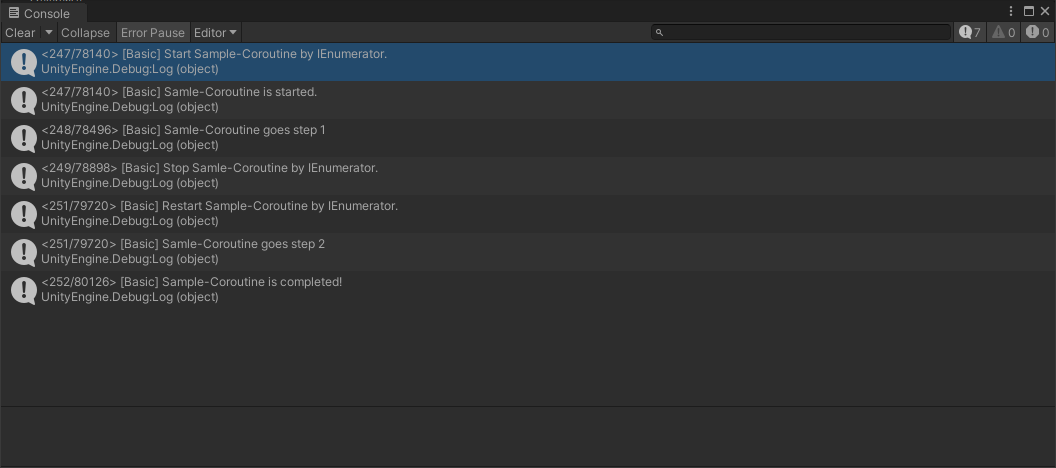 Console
Clear Collapse Error Pause Editor 7 0 0
<247/78140> [Basic] Start Sample-Coroutine by IEnumerator.
UnityEngine.Debug:Log (object)
<247/78140> [Basic] Samle-Coroutine is started.
UnityEngine.Debug:Log (object)
<248/78496> [Basic] Samle-Coroutine goes step 1
UnityEngine.Debug:Log (object)
<249/78898> [Basic] Stop Samle-Coroutine by IEnumerator.
UnityEngine.Debug:Log (object)
<251/79720> [Basic] Restart Sample-Coroutine by IEnumerator.
UnityEngine.Debug:Log (object)
<251/79720> [Basic] Samle-Coroutine goes step 2
UnityEngine.Debug:Log (object)
<252/80126> [Basic] Sample-Coroutine is completed!
UnityEngine.Debug:Log (object)